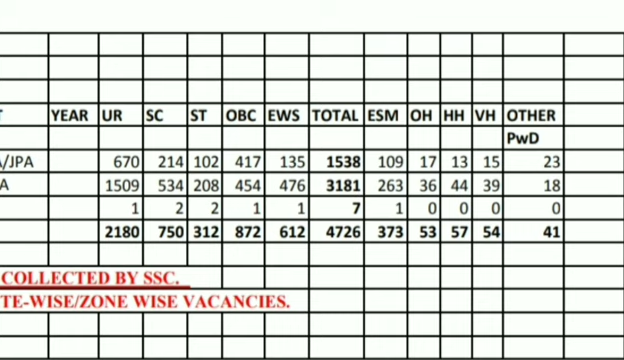 YEAR UR SC ST OBC EWS TOTAL ESM OH HH VH OTHER
PwD
/JPA 670 214 102 417 135 1538 109 17 13 15 23
A 1509 534 208 454 476 3181 263 36 44 39 18
1 2 2 1 1 7 1 0 0 0 0
2180 750 312 872 612 4726 373 53 57 54 41
COLLECTED BY SSC.
TE-WISE/ZONE WISE VACANCIES.